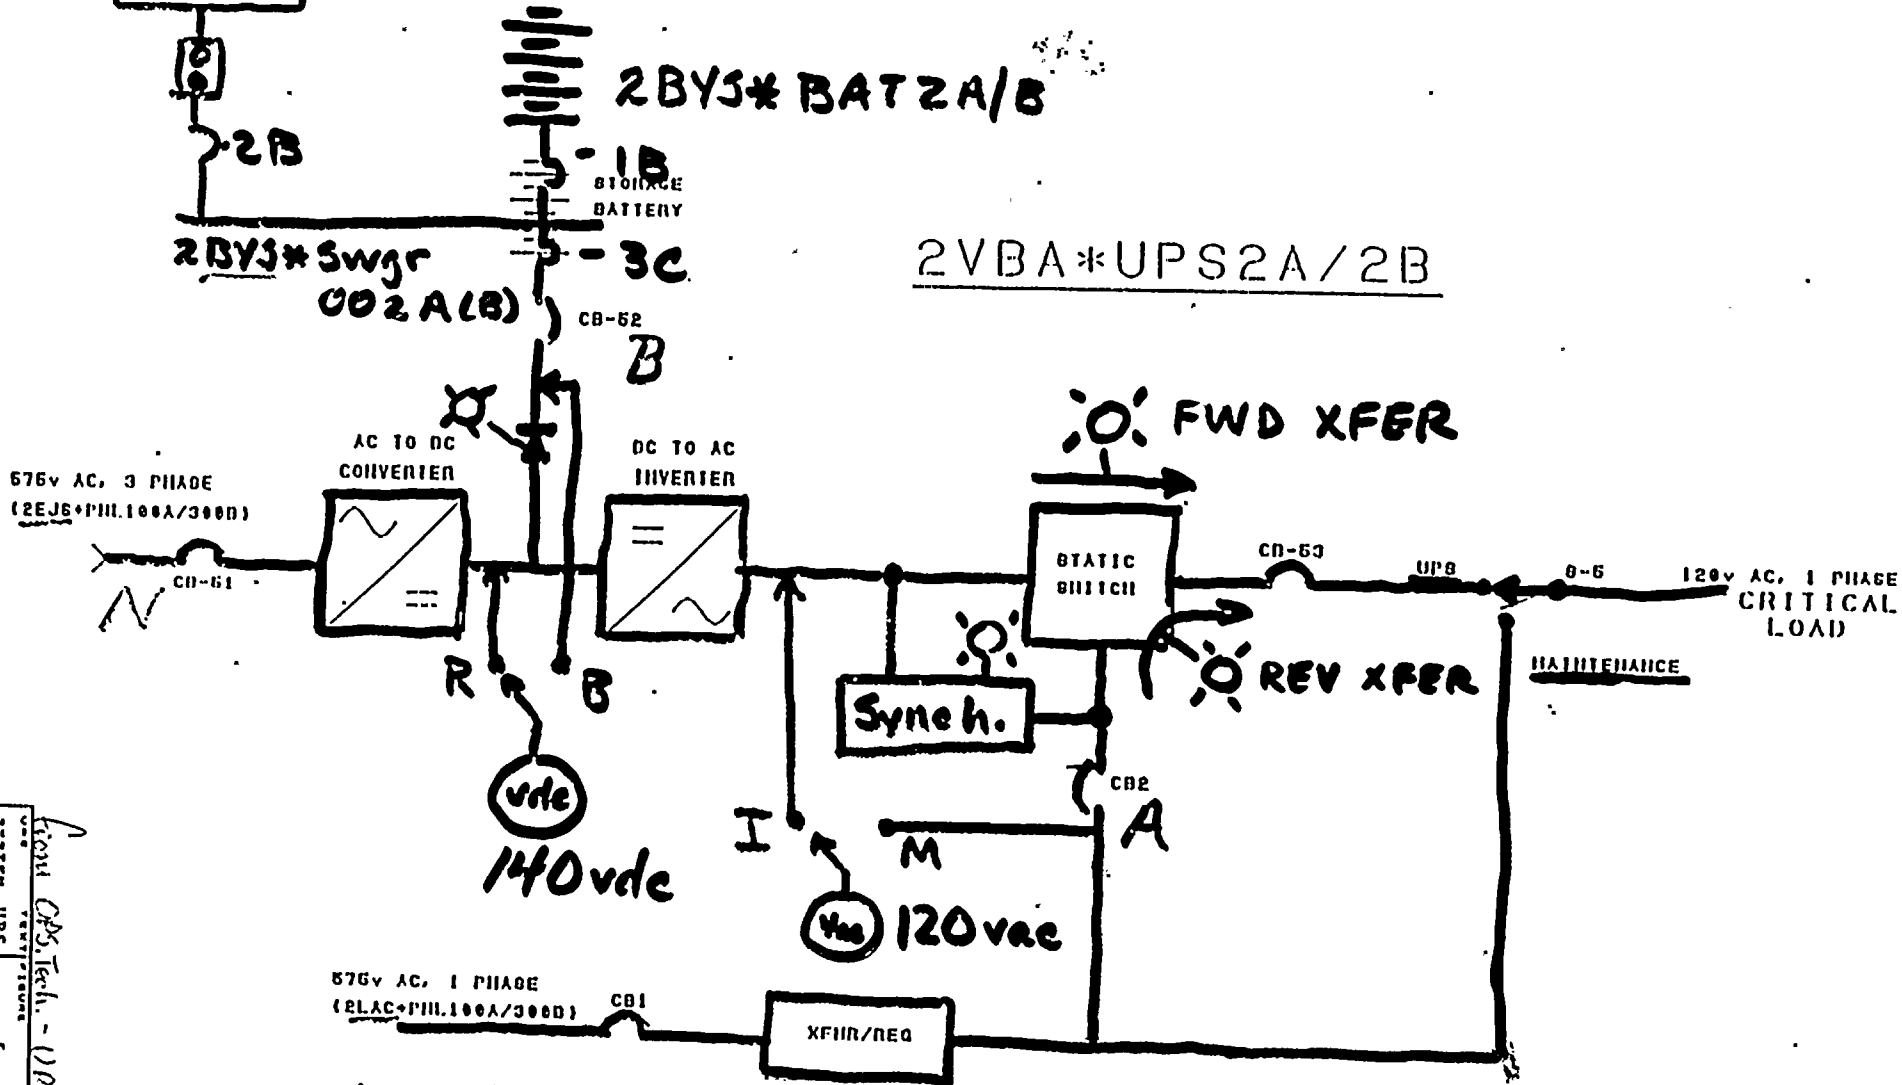 2BYS* BAT2A/B
-2B
-1B
STORAGE
BATTERY
2BYS* Swgr
002A(B)
-3C
2VBA*UPS2A/2B
CB-52
B
FWD XFER
AC TO DC
CONVERTER
DC TO AC
INVERTER
575v AC, 3 PHASE
(2EJS*PNL100A/300B)
CB-51
N
STATIC
SWITCH
CB-53
UPS
S-5
120v AC, 1 PHASE
CRITICAL
LOAD
MAINTENANCE
REV XFER
R
B
Synch.
Vdc
140vdc
CB2
A
I
M
Vac
120vac
575v AC, 1 PHASE
(2LAC*PNL100A/300B)
CB1
XFMR/REG